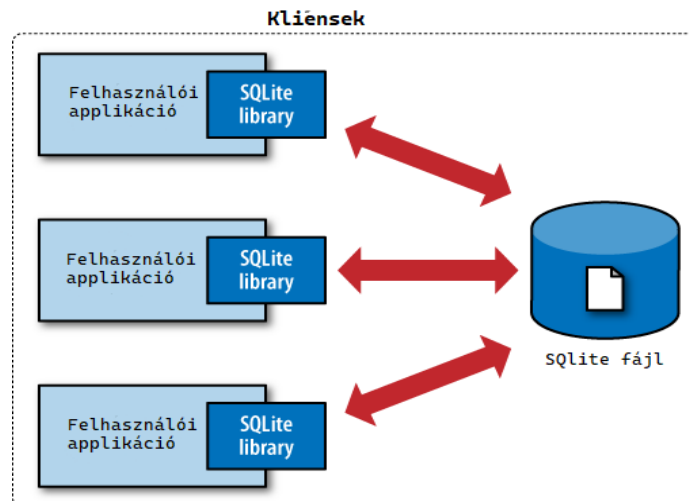 Kliensek
Felhasználói
applikáció
SQLite
library
Felhasználói
applikáció
SQLite
library
SQlite fájl
Felhasználói
applikáció
SQLite
library